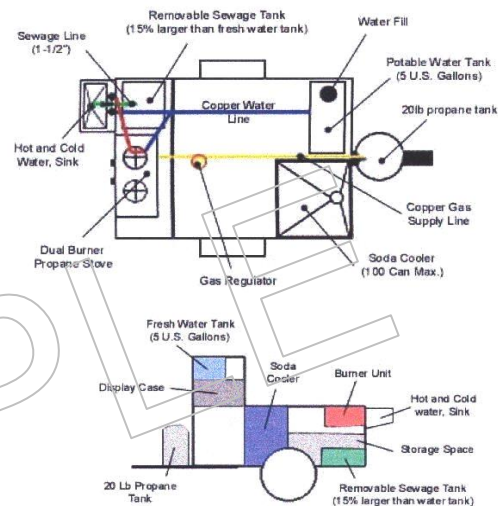 Removable Sewage Tank
(15% larger than fresh water tank)
Water Fill
Sewage Line
(1-1/2")
Potable Water Tank
(5 U.S. Gallons)
Copper Water
Line
20lb propane tank
Hot and Cold
Water, Sink
Copper Gas
Supply Line
Dual Burner
Propane Stove
Soda Cooler
(100 Can Max.)
Gas Regulator
Fresh Water Tank
(5 U.S. Gallons)
Soda
Cooler
Burner Unit
Display Case
Hot and Cold
water, Sink
Storage Space
20 Lb Propane
Tank
Removable Sewage Tank
(15% larger than water tank)